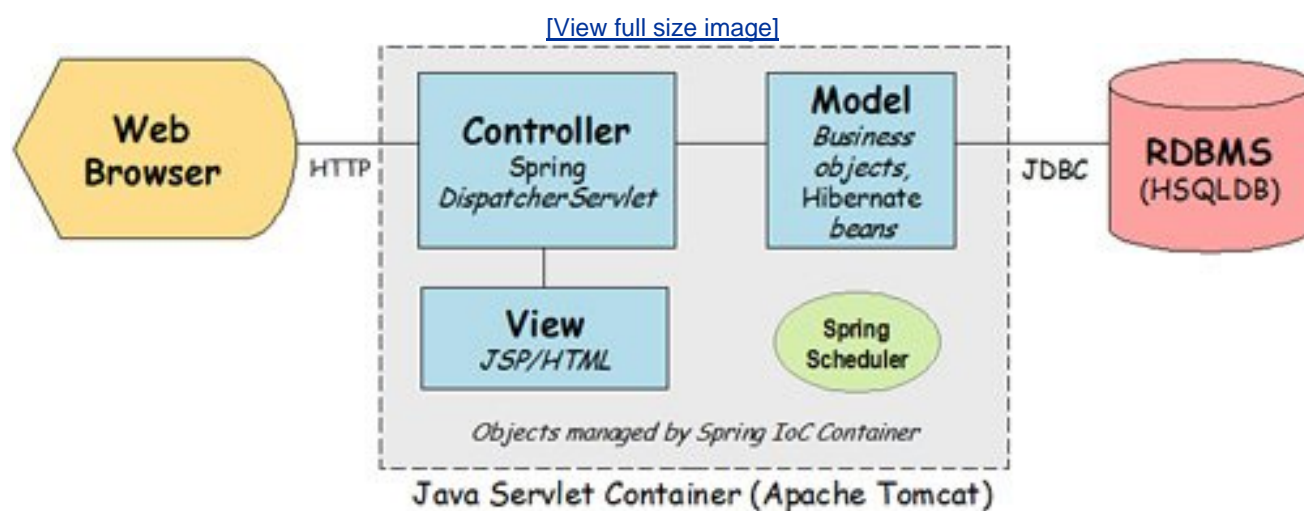 [View full size image]
Web
Browser
HTTP
Controller
Spring
DispatcherServlet
Model
Business
objects,
Hibernate
beans
JDBC
RDBMS
(HSQLDB)
View
JSP/HTML
Spring
Scheduler
Objects managed by Spring IoC Container
Java Servlet Container (Apache Tomcat)